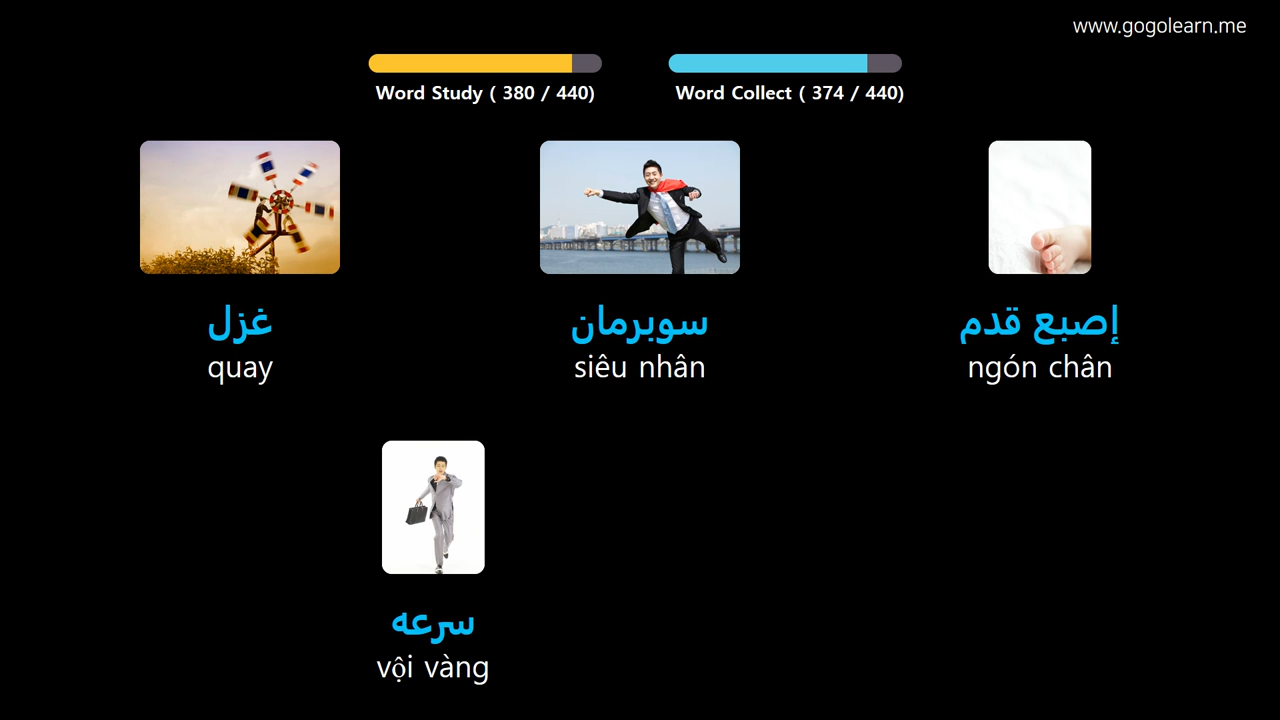 www.gogolearn.me
Word Study ( 380 / 440)
Word Collect ( 374 / 440)
غزل
quay
سوبرمان
siêu nhân
إصبع قدم
ngón chân
سرعه
vội vàng